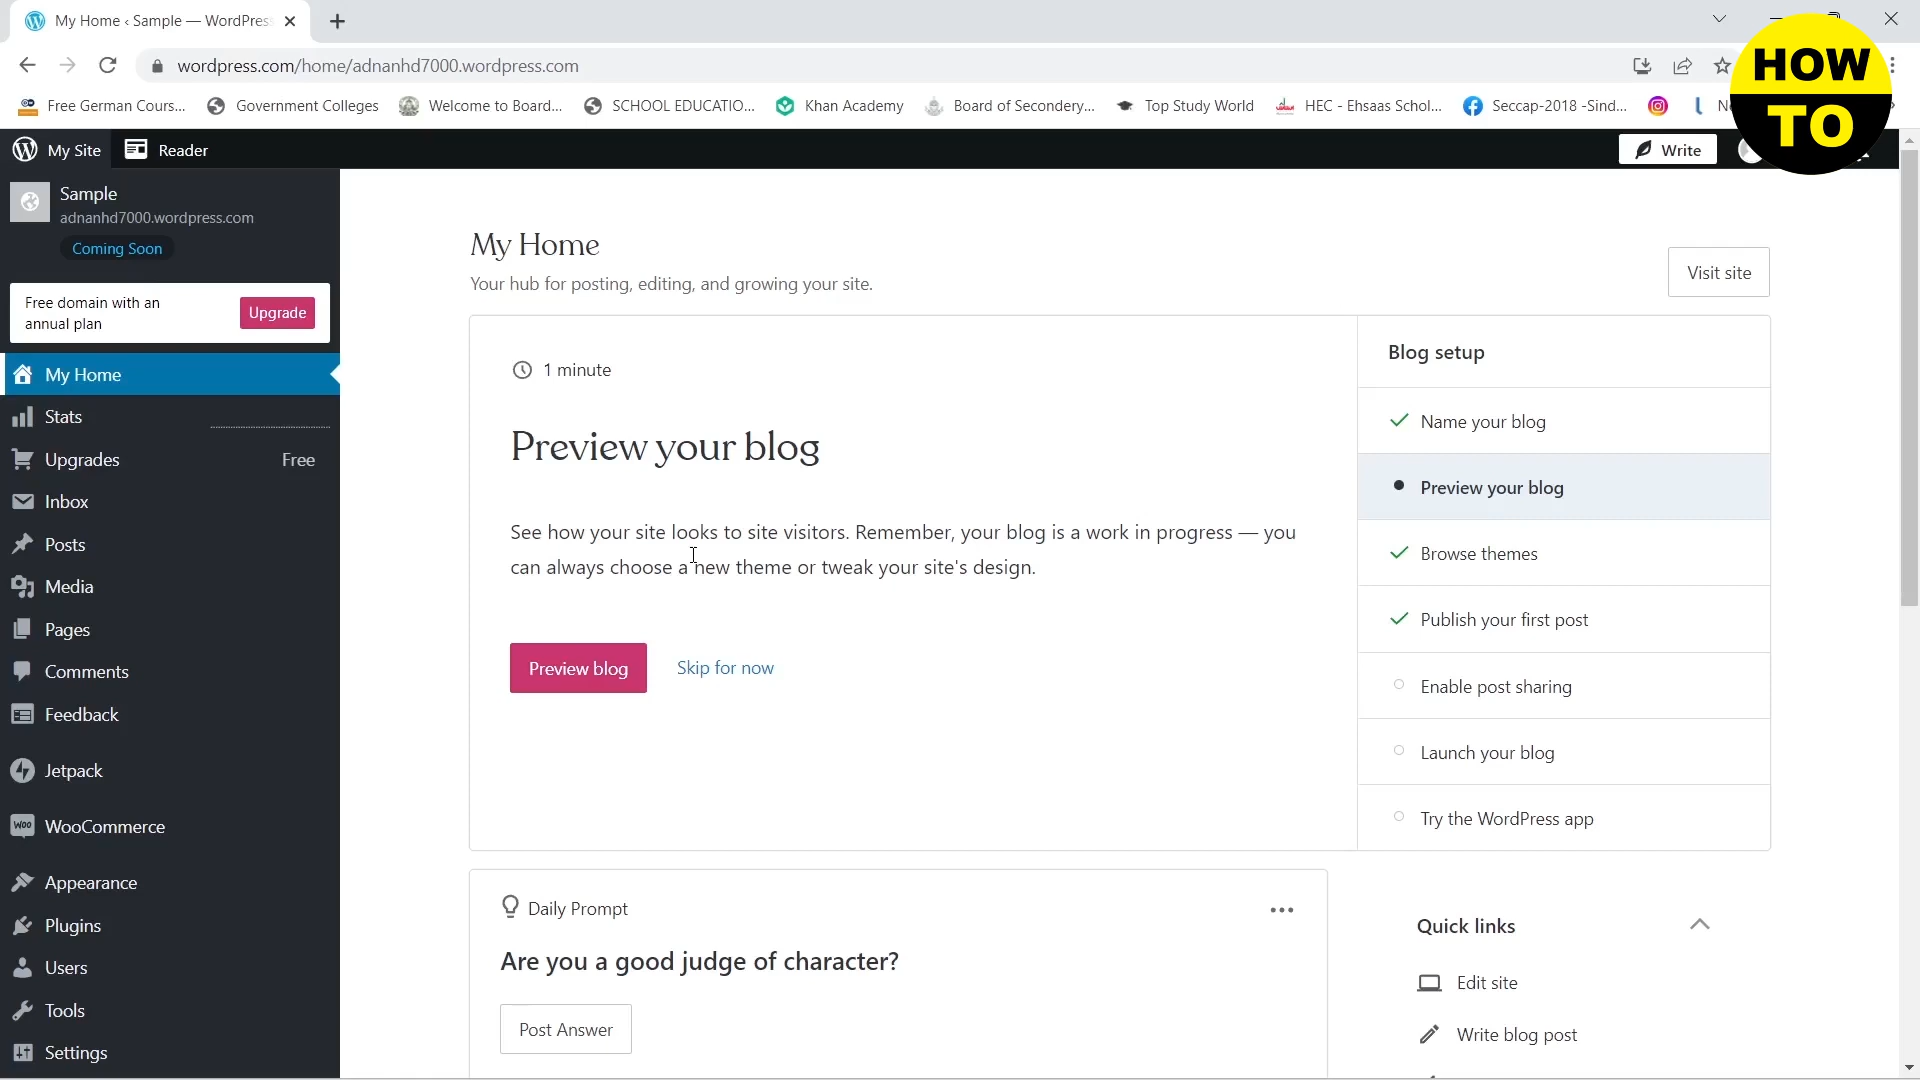 My Home ‹ Sample — WordPres
wordpress.com/home/adnanhd7000.wordpress.com
Free German Cours...
Government Colleges
Welcome to Board...
SCHOOL EDUCATIO...
Khan Academy
Board of Secondery...
Top Study World
HEC - Ehsaas Schol...
Seccap-2018 -Sind...
HOW
TO
My Site
Reader
Write
Sample
adnanhd7000.wordpress.com
Coming Soon
Free domain with an
annual plan
Upgrade
My Home
Stats
Upgrades
Free
Inbox
Posts
Media
Pages
Comments
Feedback
Jetpack
WooCommerce
Appearance
Plugins
Users
Tools
Settings
My Home
Your hub for posting, editing, and growing your site.
Visit site
1 minute
Preview your blog
See how your site looks to site visitors. Remember, your blog is a work in progress — you
can always choose a new theme or tweak your site's design.
Preview blog
Skip for now
Blog setup
Name your blog
Preview your blog
Browse themes
Publish your first post
Enable post sharing
Launch your blog
Try the WordPress app
Daily Prompt
Are you a good judge of character?
Post Answer
Quick links
Edit site
Write blog post